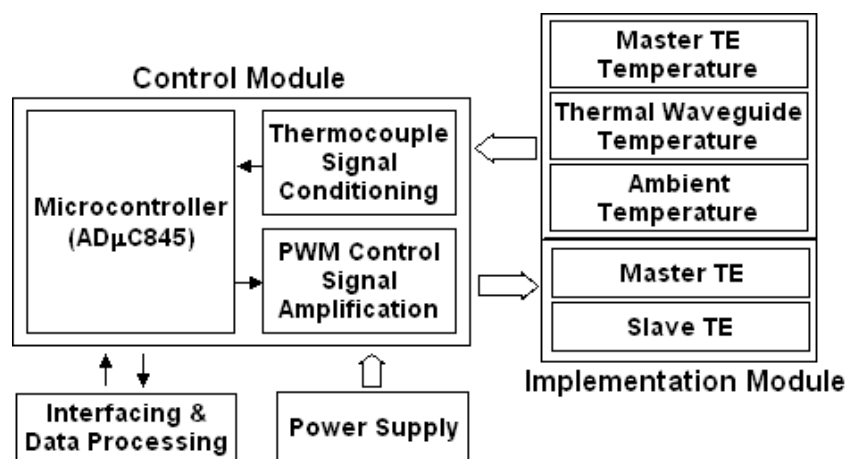 Control Module
Microcontroller
(ADμC845)
Thermocouple
Signal
Conditioning
PWM Control
Signal
Amplification
Master TE
Temperature
Thermal Waveguide
Temperature
Ambient
Temperature
Master TE
Slave TE
Implementation Module
Interfacing &
Data Processing
Power Supply